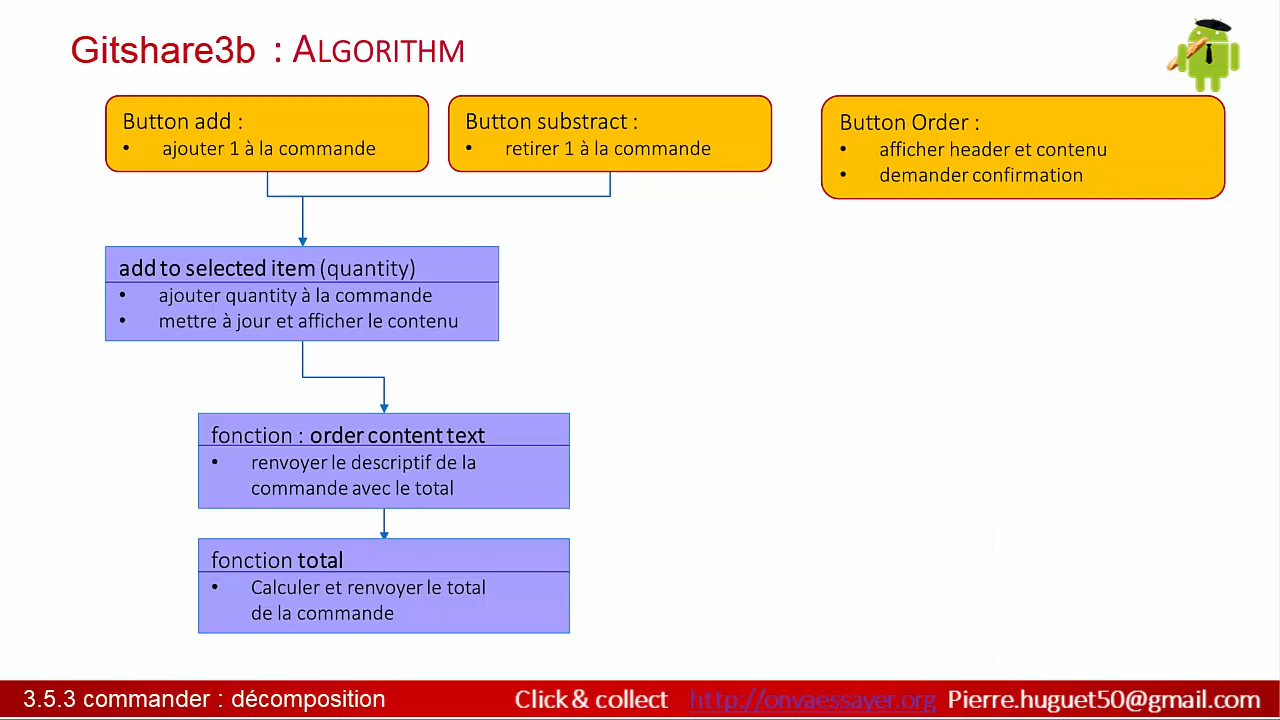 Gitshare3b : ALGORITHM
Button add :
• ajouter 1 à la commande
Button substract :
• retirer 1 à la commande
Button Order :
• afficher header et contenu
• demander confirmation
add to selected item (quantity)
• ajouter quantity à la commande
• mettre à jour et afficher le contenu
fonction : order content text
• renvoyer le descriptif de la
commande avec le total
fonction total
• Calculer et renvoyer le total
de la commande
3.5.3 commander : décomposition
Click & collect http://onvaessayer.org Pierre.huguet50@gmail.com